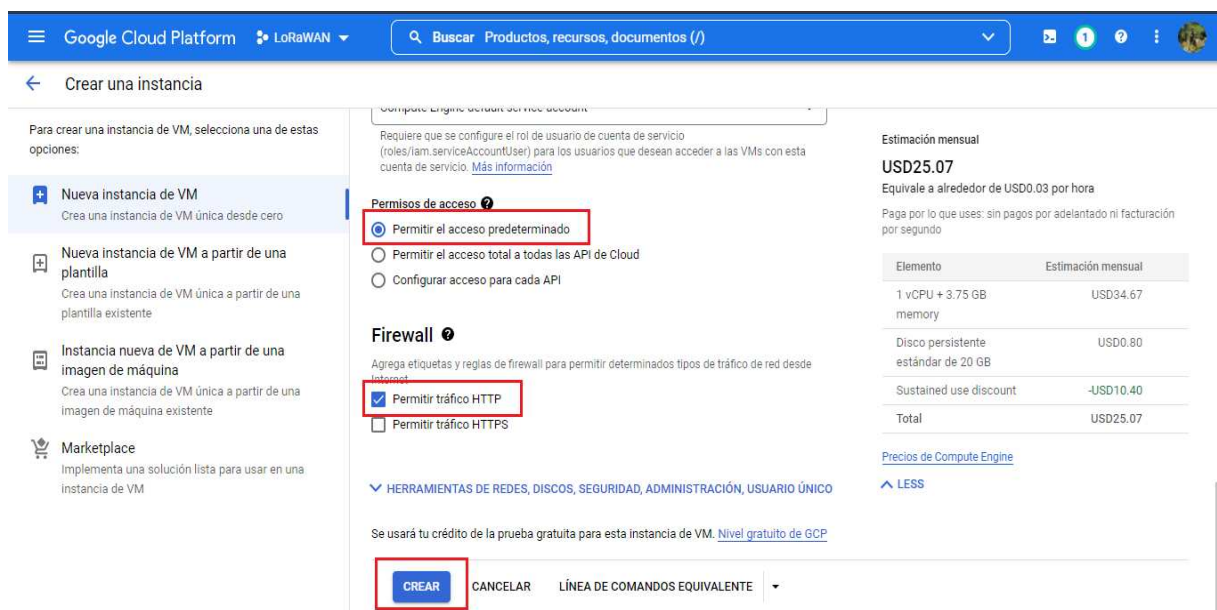 Google Cloud Platform LoRaWAN Buscar Productos, recursos, documentos (/) 1
Crear una instancia
Para crear una instancia de VM, selecciona una de estas
opciones:
Nueva instancia de VM
Crea una instancia de VM única desde cero
Nueva instancia de VM a partir de una
plantilla
Crea una instancia de VM única a partir de una
plantilla existente
Instancia nueva de VM a partir de una
imagen de máquina
Crea una instancia de VM única a partir de una
imagen de máquina existente
Marketplace
Implementa una solución lista para usar en una
instancia de VM
Compute Engine default service account
Requiere que se configure el rol de usuario de cuenta de servicio
(roles/iam.serviceAccountUser) para los usuarios que desean acceder a las VMs con esta
cuenta de servicio. Más información
Permisos de acceso
Permitir el acceso predeterminado
Permitir el acceso total a todas las API de Cloud
Configurar acceso para cada API
Firewall
Agrega etiquetas y reglas de firewall para permitir determinados tipos de tráfico de red desde
Internet
Permitir tráfico HTTP
Permitir tráfico HTTPS
HERRAMIENTAS DE REDES, DISCOS, SEGURIDAD, ADMINISTRACIÓN, USUARIO ÚNICO
Se usará tu crédito de la prueba gratuita para esta instancia de VM. Nivel gratuito de GCP
CREAR CANCELAR LÍNEA DE COMANDOS EQUIVALENTE
Estimación mensual
USD25.07
Equivale a alrededor de USD0.03 por hora
Paga por lo que uses: sin pagos por adelantado ni facturación
por segundo
Elemento Estimación mensual
1 vCPU + 3.75 GB USD34.67
memory
Disco persistente USD0.80
estándar de 20 GB
Sustained use discount -USD10.40
Total USD25.07
Precios de Compute Engine
LESS